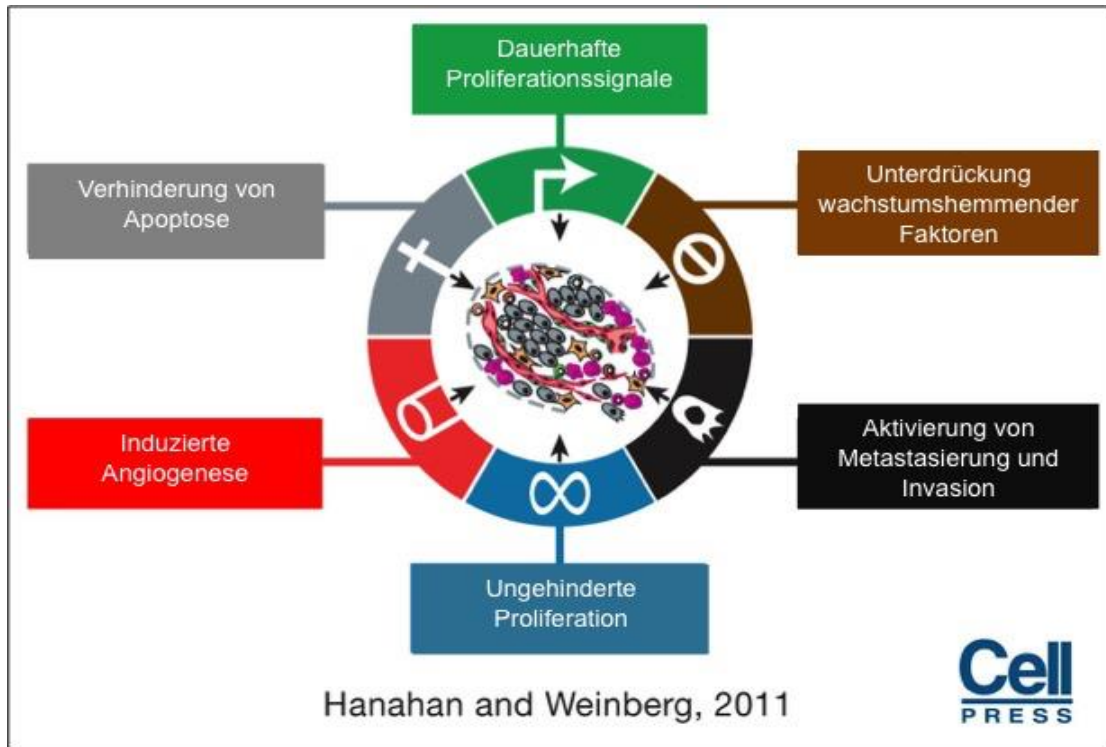 Dauerhafte
Proliferationssignale
Verhinderung von
Apoptose
Unterdrückung
wachstumshemmender
Faktoren
Induzierte
Angiogenese
Aktivierung von
Metastasierung und
Invasion
Ungehinderte
Proliferation
Hanahan and Weinberg, 2011
Cell
PRESS